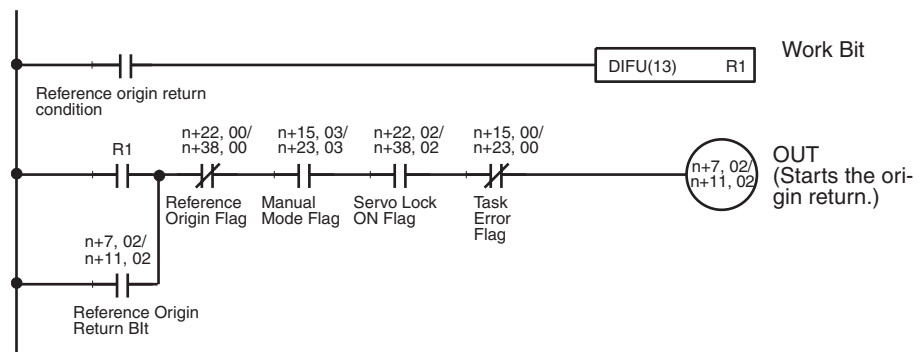 DIFU(13) R1
Work Bit
Reference origin return
condition
R1
n+22, 00/
n+38, 00
n+15, 03/
n+23, 03
n+22, 02/
n+38, 02
n+15, 00/
n+23, 00
n+7, 02/
n+11, 02
OUT
(Starts the ori-
gin return.)
Reference
Origin Flag
Manual
Mode Flag
Servo Lock
ON Flag
Task
Error
Flag
n+7, 02/
n+11, 02
Reference Origin
Return BIt